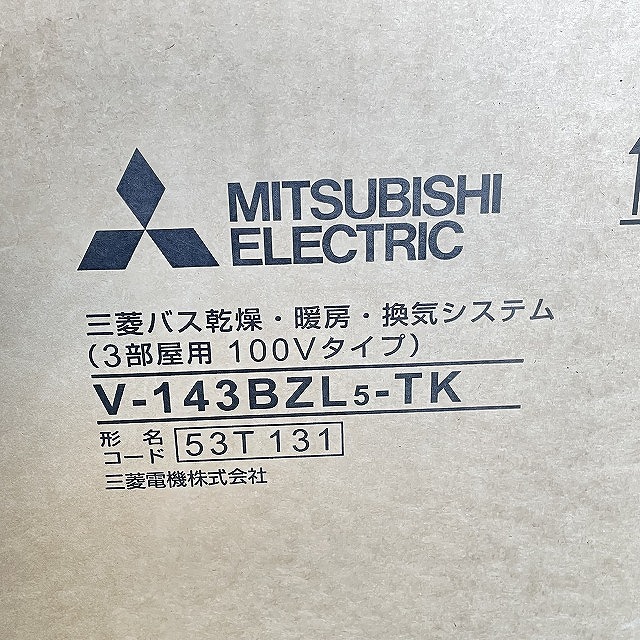 MITSUBISHI
ELECTRIC
三菱バス乾燥・暖房・換気システム
(3部屋用 100Vタイプ)
V-143BZL5-TK
形 名
コード 53T 131
三菱電機株式会社